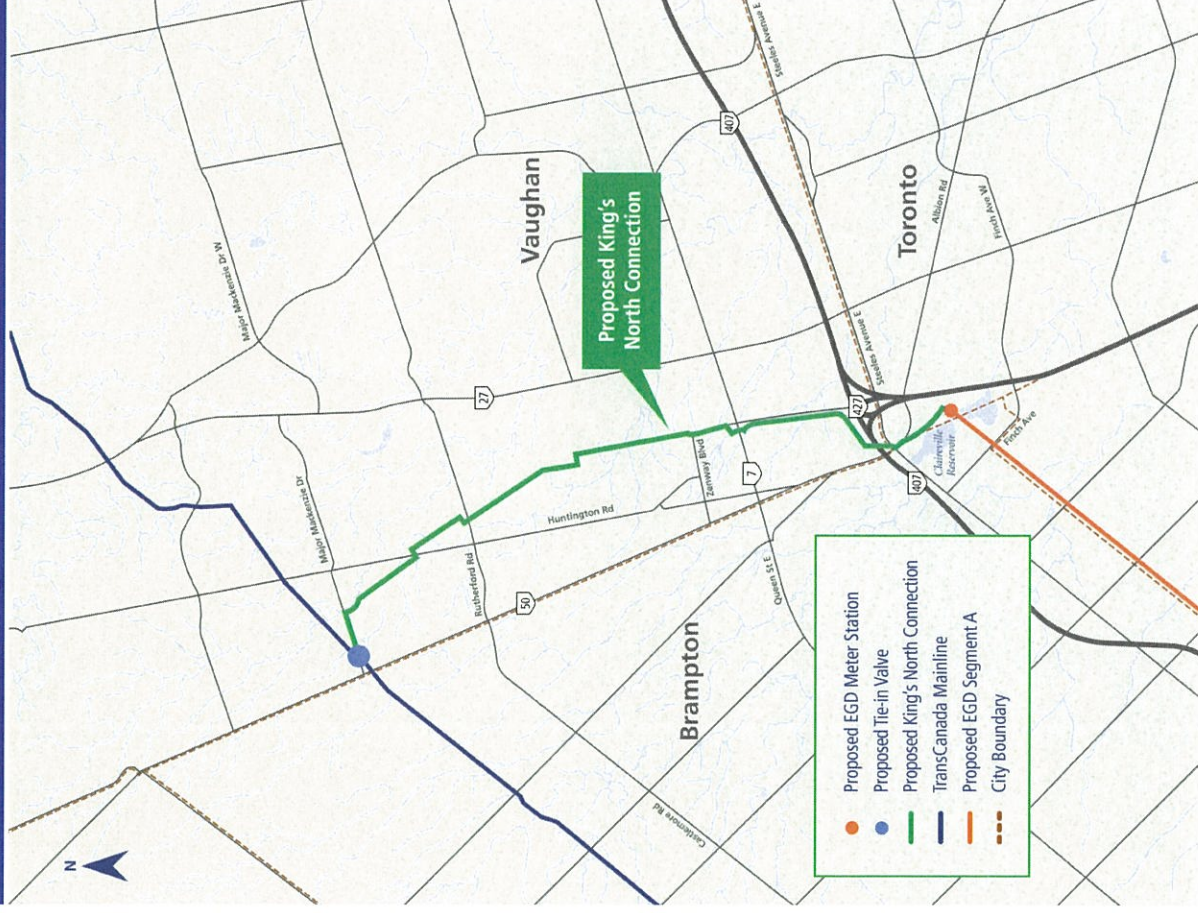 N
Major Mackenzie Dr W
Vaughan
Proposed King's
North Connection
27
Major Mackenzie Dr
Huntington Rd
Rutherford Rd
50
Zenway Blvd
7
Queen St E
Brampton
Castlemore Rd
Steeles Avenue E
407
Toronto
Albion Rd
Finch Ave W
Steeles Avenue E
427
407
Claireville
Reservoir
Finch Ave
Proposed EGD Meter Station
Proposed Tie-in Valve
Proposed King's North Connection
TransCanada Mainline
Proposed EGD Segment A
City Boundary